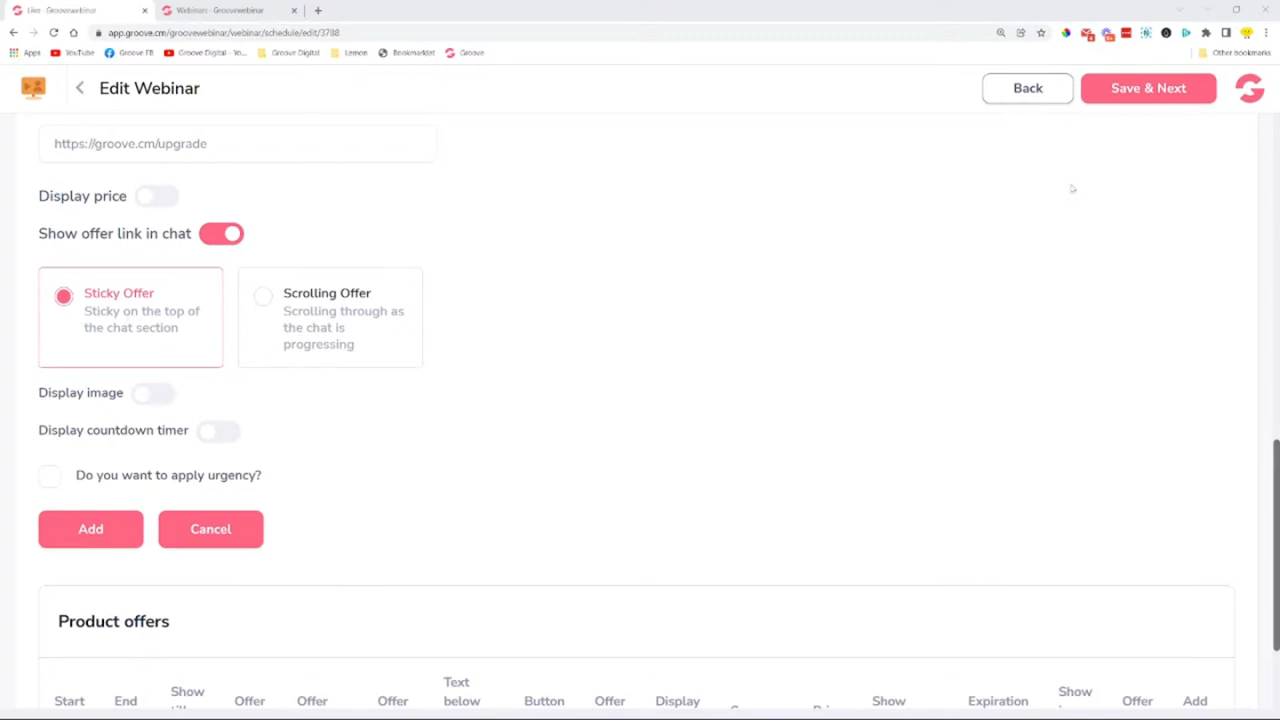 Live - Groovewebinar
Webinars - Groovewebinar
app.groove.cm/groovewebinar/webinar/schedule/edit/3788
Apps
YouTube
Groove FB
Groove Digital - Yo...
Groove Digital
Lemon
Bookmarklet
Groove
Other bookmarks
Edit Webinar
Back
Save & Next
https://groove.cm/upgrade
Display price
Show offer link in chat
Sticky Offer
Sticky on the top of
the chat section
Scrolling Offer
Scrolling through as
the chat is
progressing
Display image
Display countdown timer
Do you want to apply urgency?
Add
Cancel
Product offers
Start
End
Show
Offer
Offer
Offer
Text
below
Button
Offer
Display
Show
Expiration
Show
Offer
Add